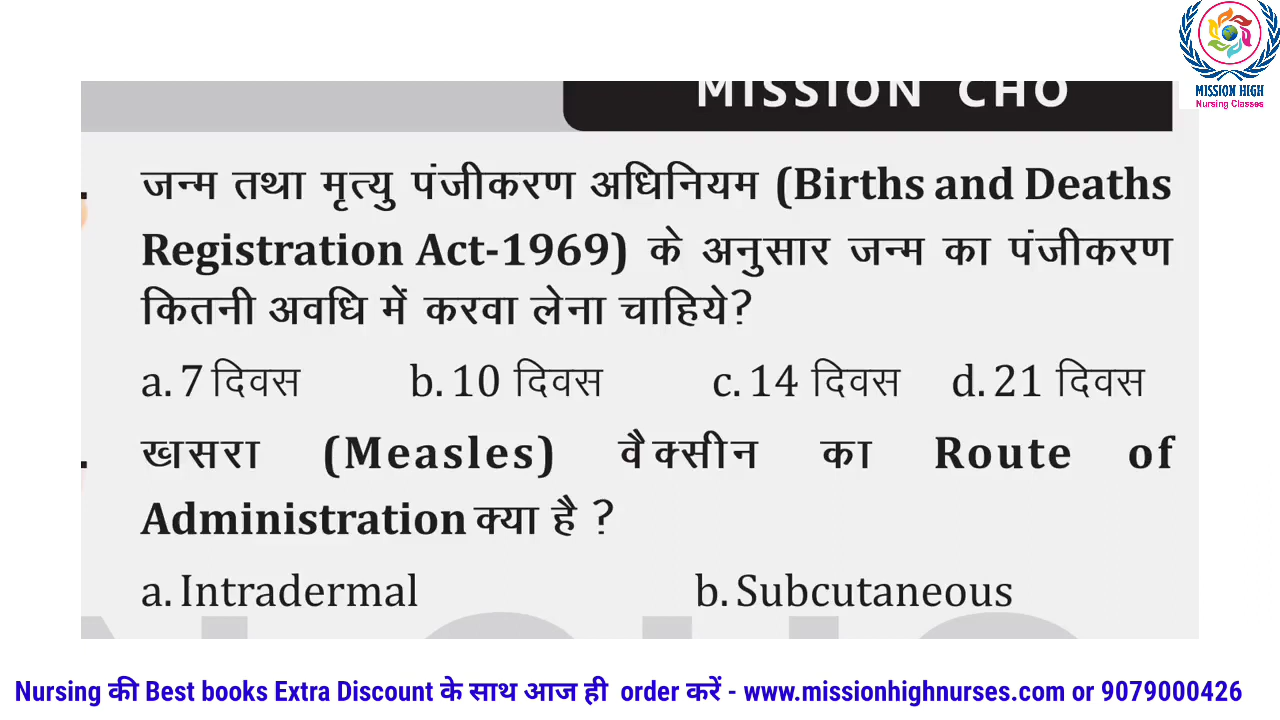 MISSION HIGH
Nursing Classes
MISSION CHO
जन्म तथा मृत्यु पंजीकरण अधिनियम (Births and Deaths
Registration Act-1969) के अनुसार जन्म का पंजीकरण
कितनी अवधि में करवा लेना चाहिये?
a. 7 दिवस b. 10 दिवस c. 14 दिवस d. 21 दिवस
खसरा (Measles) वैक्सीन का Route of
Administration क्या है ?
a. Intradermal b. Subcutaneous
Nursing की Best books Extra Discount के साथ आज ही order करें - www.missionhighnurses.com or 9079000426